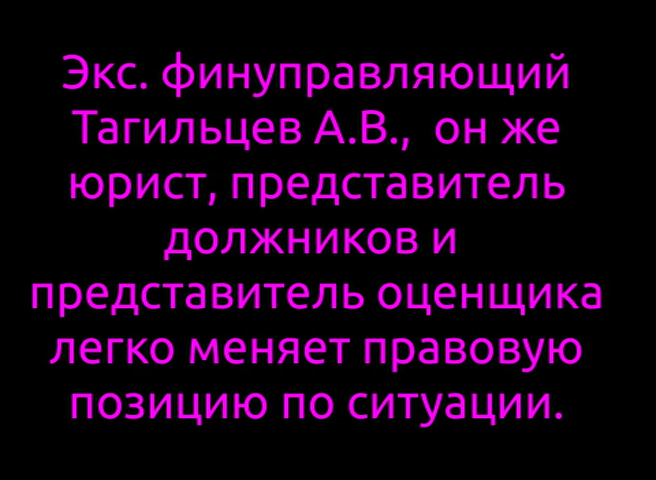 Экс. финуправляющий
Тагильцев А.В., он же
юрист, представитель
должников и
представитель оценщика
легко меняет правовую
позицию по ситуации.